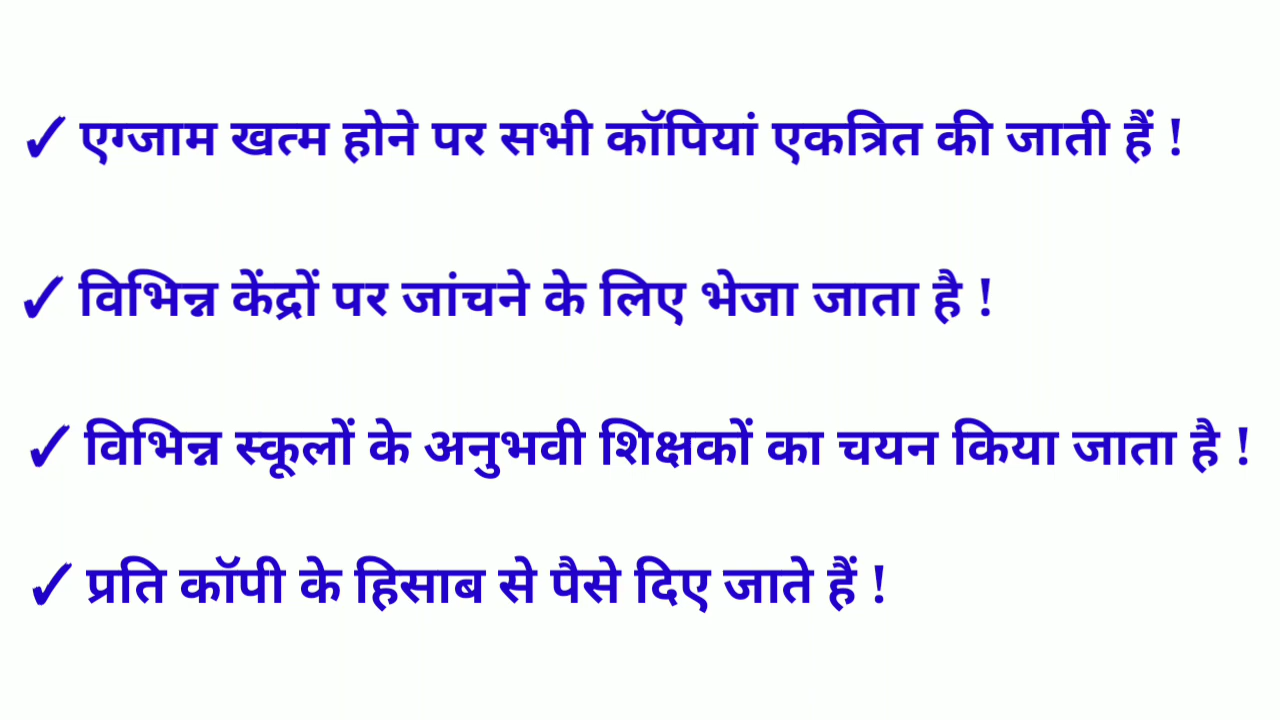 ✓ एग्जाम खत्म होने पर सभी कॉपियां एकत्रित की जाती हैं !
✓ विभिन्न केंद्रों पर जांचने के लिए भेजा जाता है !
✓ विभिन्न स्कूलों के अनुभवी शिक्षकों का चयन किया जाता है !
✓ प्रति कॉपी के हिसाब से पैसे दिए जाते हैं !